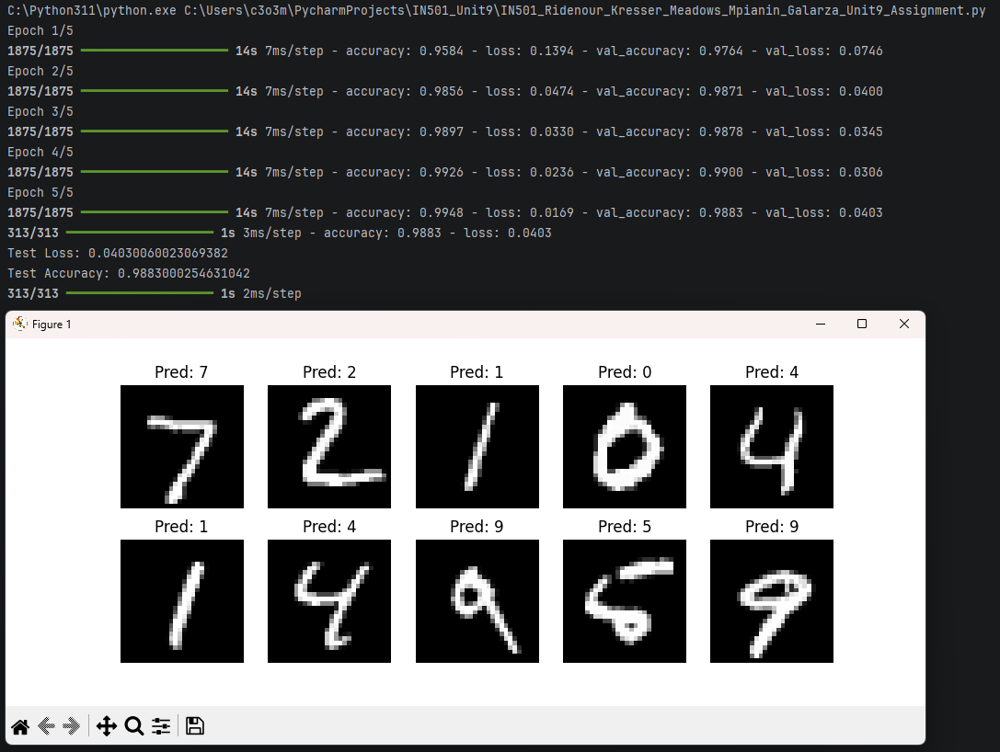 C:\Python311\python.exe C:\Users\c3o3m\PycharmProjects\IN501_Unit9\IN501_Ridenour_Kresser_Meadows_Mpianin_Galarza_Unit9_Assignment.py
Epoch 1/5
1875/1875 ━━━━━━━━━━━━━━━━━━━━ 14s 7ms/step - accuracy: 0.9584 - loss: 0.1394 - val_accuracy: 0.9764 - val_loss: 0.0746
Epoch 2/5
1875/1875 ━━━━━━━━━━━━━━━━━━━━ 14s 7ms/step - accuracy: 0.9856 - loss: 0.0474 - val_accuracy: 0.9871 - val_loss: 0.0400
Epoch 3/5
1875/1875 ━━━━━━━━━━━━━━━━━━━━ 14s 7ms/step - accuracy: 0.9897 - loss: 0.0330 - val_accuracy: 0.9878 - val_loss: 0.0345
Epoch 4/5
1875/1875 ━━━━━━━━━━━━━━━━━━━━ 14s 7ms/step - accuracy: 0.9926 - loss: 0.0236 - val_accuracy: 0.9900 - val_loss: 0.0306
Epoch 5/5
1875/1875 ━━━━━━━━━━━━━━━━━━━━ 14s 7ms/step - accuracy: 0.9948 - loss: 0.0169 - val_accuracy: 0.9883 - val_loss: 0.0403
313/313 ━━━━━━━━━━━━━━━━━━━━ 1s 3ms/step - accuracy: 0.9883 - loss: 0.0403
Test Loss: 0.04030060023069382
Test Accuracy: 0.9883000254631042
313/313 ━━━━━━━━━━━━━━━━━━━━ 1s 2ms/step
Figure 1
Pred: 7 Pred: 2 Pred: 1 Pred: 0 Pred: 4
7 2 1 0 4
Pred: 1 Pred: 4 Pred: 9 Pred: 5 Pred: 9
1 4 9 5 9